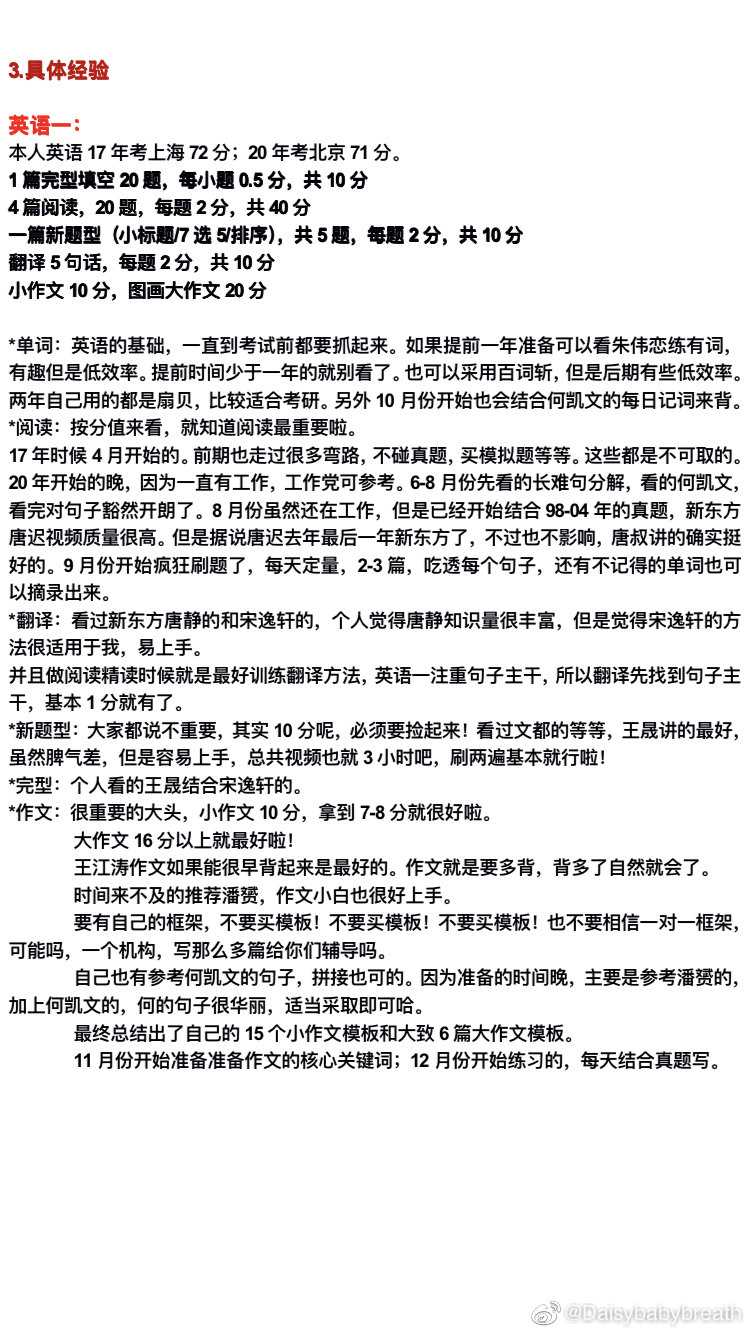 3.具体经验
英语一：
本人英语 17 年考上海 72 分；20 年考北京 71 分。
1 篇完型填空 20 题，每小题 0.5 分，共 10 分
4 篇阅读，20 题，每题 2 分，共 40 分
一篇新题型（小标题/7 选 5/排序），共 5 题，每题 2 分，共 10 分
翻译 5 句话，每题 2 分，共 10 分
小作文 10 分，图画大作文 20 分
*单词：英语的基础，一直到考试前都要抓起来。如果提前一年准备可以看朱伟恋练有词，
有趣但是低效率。提前时间少于一年的就别看了。也可以采用百词斩，但是后期有些低效率。
两年自己用的都是扇贝，比较适合考研。另外 10 月份开始也会结合何凯文的每日记词来背。
*阅读：按分值来看，就知道阅读最重要啦。
17 年时候 4 月开始的。前期也走过很多弯路，不碰真题，买模拟题等等。这些都是不可取的。
20 年开始的晚，因为一直有工作，工作党可参考。6-8 月份先看的长难句分解，看的何凯文，
看完对句子豁然开朗了。8 月份虽然还在工作，但是已经开始结合 98-04 年的真题，新东方
唐迟视频质量很高。但是据说唐迟去年最后一年新东方了，不过也不影响，唐叔讲的确实挺
好的。9 月份开始疯狂刷题了，每天定量，2-3 篇，吃透每个句子，还有不记得的单词也可
以摘录出来。
*翻译：看过新东方唐静的和宋逸轩的，个人觉得唐静知识量很丰富，但是觉得宋逸轩的方
法很适用于我，易上手。
并且做阅读精读时候就是最好训练翻译方法，英语一注重句子主干，所以翻译先找到句子主
干，基本 1 分就有了。
*新题型：大家都说不重要，其实 10 分呢，必须要捡起来！看过文都的等等，王晟讲的最好，
虽然脾气差，但是容易上手，总共视频也就 3 小时吧，刷两遍基本就行啦！
*完型：个人看的王晟结合宋逸轩的。
*作文：很重要的大头，小作文 10 分，拿到 7-8 分就很好啦。
大作文 16 分以上就最好啦！
王江涛作文如果能很早背起来是最好的。作文就是要多背，背多了自然就会了。
时间来不及的推荐潘赟，作文小白也很好上手。
要有自己的框架，不要买模板！不要买模板！不要买模板！也不要相信一对一框架，
可能吗，一个机构，写那么多篇给你们辅导吗。
自己也有参考何凯文的句子，拼接也可的。因为准备的时间晚，主要是参考潘赟的，
加上何凯文的，何的句子很华丽，适当采取即可哈。
最终总结出了自己的 15 个小作文模板和大致 6 篇大作文模板。
11 月份开始准备准备作文的核心关键词；12 月份开始练习的，每天结合真题写。
@Daisybabybreath